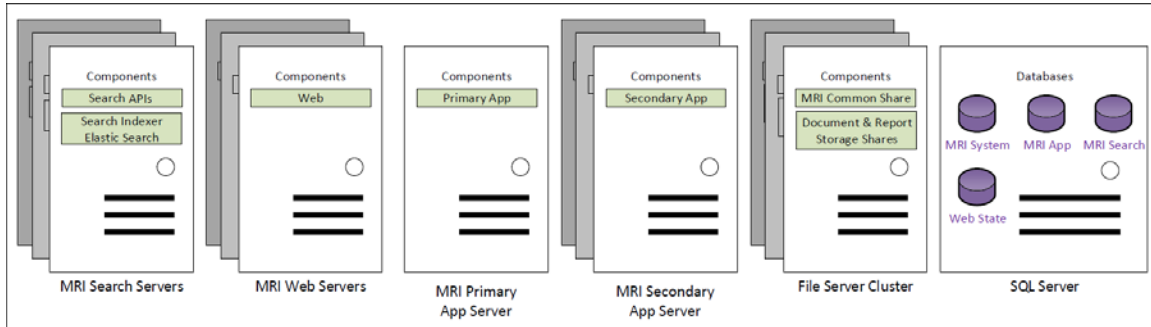 Components
Search APIs
Search Indexer
Elastic Search
MRI Search Servers
Components
Web
MRI Web Servers
Components
Primary App
MRI Primary
App Server
Components
Secondary App
MRI Secondary
App Server
Components
MRI Common Share
Document & Report
Storage Shares
File Server Cluster
Databases
MRI System
MRI App
MRI Search
Web State
SQL Server